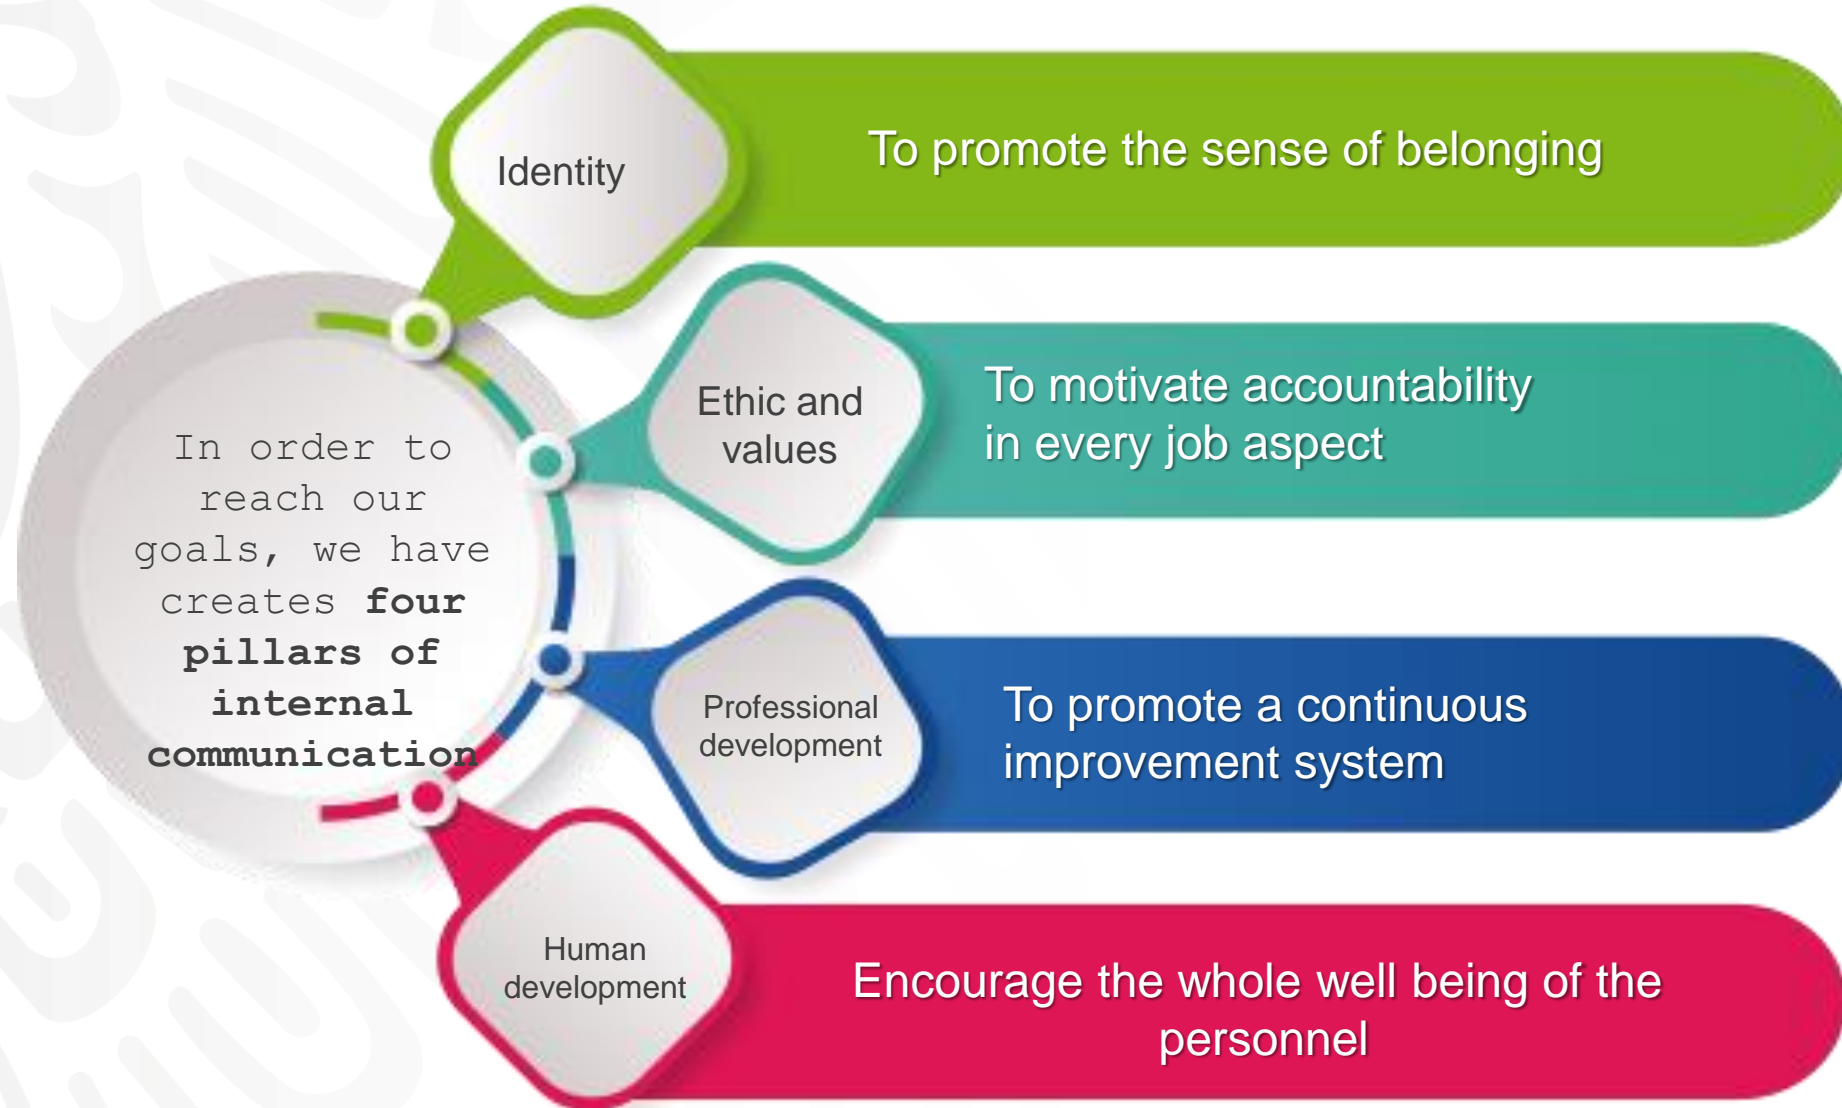 In order to
reach our
goals, we have
creates four
pillars of
internal
communication
Identity
To promote the sense of belonging
Ethic and
values
To motivate accountability
in every job aspect
Professional
development
To promote a continuous
improvement system
Human
development
Encourage the whole well being of the
personnel